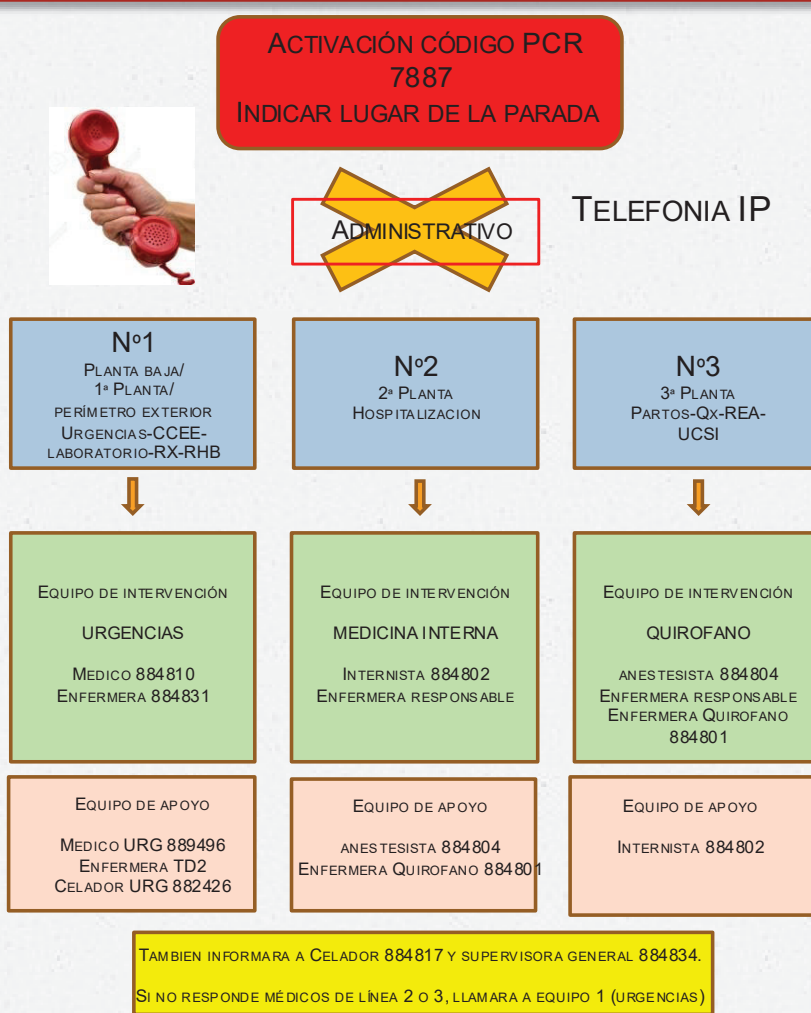 ACTIVACIÓN CÓDIGO PCR
7887
INDICAR LUGAR DE LA PARADA
ADMINISTRATIVO
TELEFONIA IP
Nº1
PLANTA BAJA/
1ª PLANTA/
PERÍMETRO EXTERIOR
URGENCIAS-CCEE-
LABORATORIO-RX-RHB
Nº2
2ª PLANTA
HOSPITALIZACION
Nº3
3ª PLANTA
PARTOS-QX-REA-
UCSI
EQUIPO DE INTERVENCIÓN
URGENCIAS
MEDICO 884810
ENFERMERA 884831
EQUIPO DE INTERVENCIÓN
MEDICINA INTERNA
INTERNISTA 884802
ENFERMERA RESPONSABLE
EQUIPO DE INTERVENCIÓN
QUIROFANO
ANESTESISTA 884804
ENFERMERA RESPONSABLE
ENFERMERA QUIROFANO
884801
EQUIPO DE APOYO
MEDICO URG 889496
ENFERMERA TD2
CELADOR URG 882426
EQUIPO DE APOYO
ANESTESISTA 884804
ENFERMERA QUIROFANO 884801
EQUIPO DE APOYO
INTERNISTA 884802
TAMBIEN INFORMARA A CELADOR 884817 Y SUPERVISORA GENERAL 884834.
SI NO RESPONDE MÉDICOS DE LÍNEA 2 O 3, LLAMARA A EQUIPO 1 (URGENCIAS)